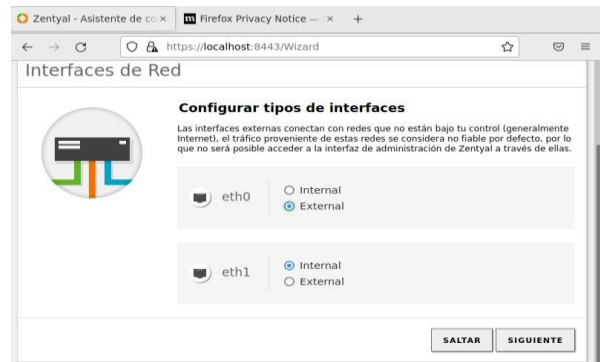 Zentyal - Asistente de co
Firefox Privacy Notice —
https://localhost:8443/Wizard
Interfaces de Red
Configurar tipos de interfaces
Las interfaces externas conectan con redes que no están bajo tu control (generalmente
Internet), el tráfico proveniente de estas redes se considera no fiable por defecto, por lo
que no será posible acceder a la interfaz de administración de Zentyal a través de ellas.
eth0
Internal
External
eth1
Internal
External
SALTAR
SIGUIENTE